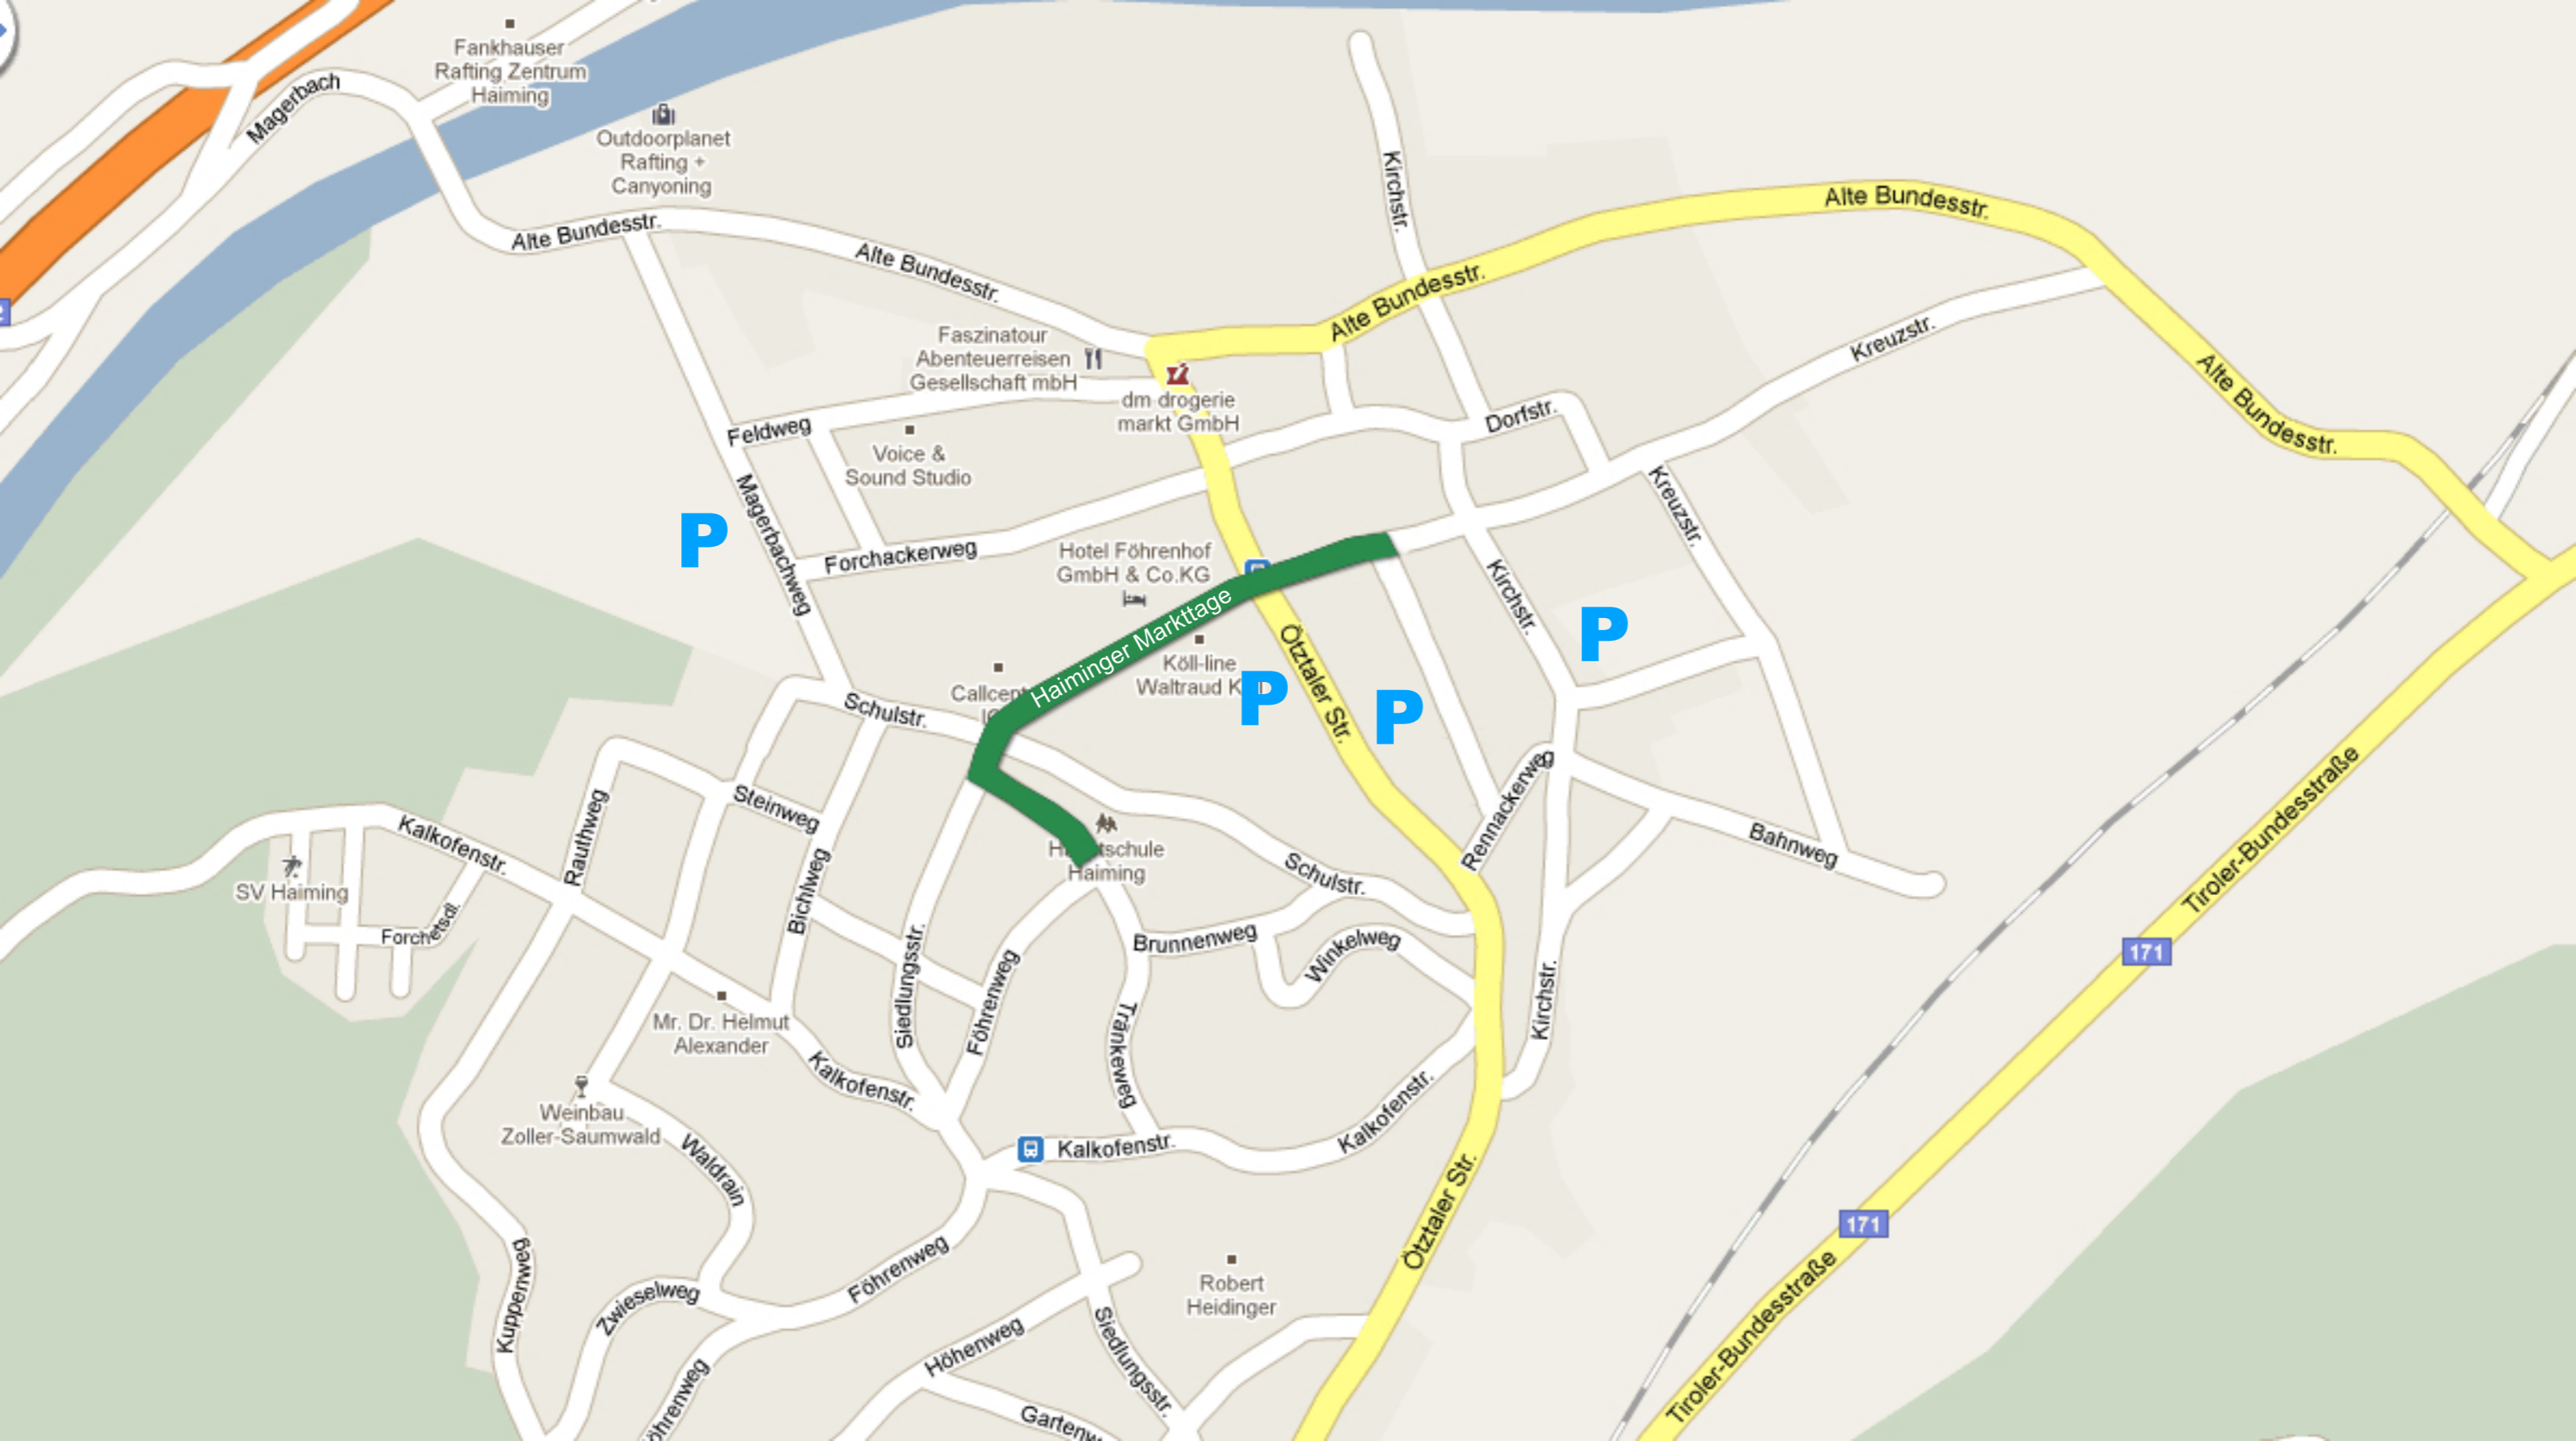 Fankhauser
Rafting Zentrum
Haiming
Magerbach
Outdoorplanet
Rafting +
Canyoning
Kirchstr.
Alte Bundesstr.
Alte Bundesstr.
Alte Bundesstr.
Alte Bundesstr.
Alte Bundesstr.
Faszinatour
Abenteuerreisen
Gesellschaft mbH
dm drogerie
markt GmbH
Kreuzstr.
Dorfstr.
Feldweg
Voice &
Sound Studio
Magerbachweg
P
Forchackerweg
Hotel Föhrenhof
GmbH & Co.KG
Kreuzstr.
Kirchstr.
P
Haiminger Markttage
Köll-line
Waltraud
P
P
Ötztaler Str.
Schulstr.
Steinweg
Rauthweg
Kalkofenstr.
SV Haiming
Forchetsdl.
Bichlweg
Haiming
Schulstr.
Rennackerweg
Bahnweg
Tiroler-Bundesstraße
171
Brunnenweg
Winkelweg
Siedlungsstr.
Föhrenweg
Tränkeweg
Kirchstr.
Mr. Dr. Helmut
Alexander
Kalkofenstr.
Weinbau
Zoller-Saumwald
Waldrain
Kalkofenstr.
Kalkofenstr.
Ötztaler Str.
171
Tiroler-Bundesstraße
Kuppenweg
Zwieselweg
Föhrenweg
Robert
Heidinger
Höhenweg
Siedlungsstr.